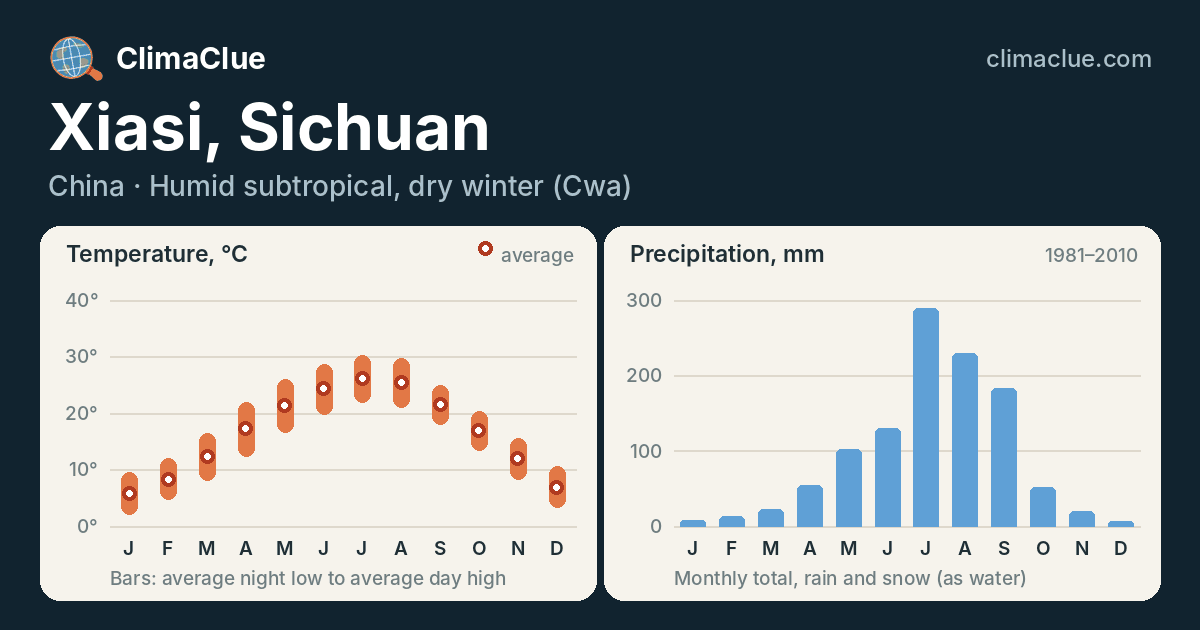 ClimaClue
climaclue.com
Xiasi, Sichuan
China · Humid subtropical, dry winter (Cwa)
Temperature, °C
average
40°
30°
20°
10°
0°
J F M A M J J A S O N D
Bars: average night low to average day high
Precipitation, mm
1981–2010
300
200
100
0
J F M A M J J A S O N D
Monthly total, rain and snow (as water)